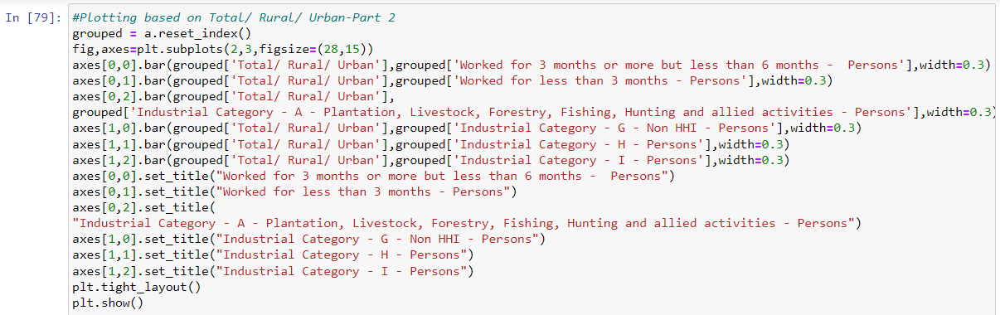 In [79]: #Plotting based on Total/ Rural/ Urban-Part 2
grouped = a.reset_index()
fig,axes=plt.subplots(2,3,figsize=(28,15))
axes[0,0].bar(grouped['Total/ Rural/ Urban'],grouped['Worked for 3 months or more but less than 6 months -  Persons'],width=0.3)
axes[0,1].bar(grouped['Total/ Rural/ Urban'],grouped['Worked for less than 3 months - Persons'],width=0.3)
axes[0,2].bar(grouped['Total/ Rural/ Urban'],
grouped['Industrial Category - A - Plantation, Livestock, Forestry, Fishing, Hunting and allied activities - Persons'],width=0.3)
axes[1,0].bar(grouped['Total/ Rural/ Urban'],grouped['Industrial Category - G - Non HHI - Persons'],width=0.3)
axes[1,1].bar(grouped['Total/ Rural/ Urban'],grouped['Industrial Category - H - Persons'],width=0.3)
axes[1,2].bar(grouped['Total/ Rural/ Urban'],grouped['Industrial Category - I - Persons'],width=0.3)
axes[0,0].set_title("Worked for 3 months or more but less than 6 months -  Persons")
axes[0,1].set_title("Worked for less than 3 months - Persons")
axes[0,2].set_title(
"Industrial Category - A - Plantation, Livestock, Forestry, Fishing, Hunting and allied activities - Persons")
axes[1,0].set_title("Industrial Category - G - Non HHI - Persons")
axes[1,1].set_title("Industrial Category - H - Persons")
axes[1,2].set_title("Industrial Category - I - Persons")
plt.tight_layout()
plt.show()